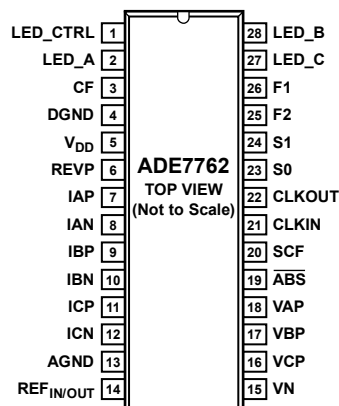 LED_CTRL 1 28 LED_B
LED_A 2 27 LED_C
CF 3 26 F1
DGND 4 25 F2
VDD 5 24 S1
REVP 6 ADE7762 23 S0
TOP VIEW
IAP 7 (Not to Scale) 22 CLKOUT
IAN 8 21 CLKIN
IBP 9 20 SCF
IBN 10 19 ABS
ICP 11 18 VAP
ICN 12 17 VBP
AGND 13 16 VCP
REFIN/OUT 14 15 VN